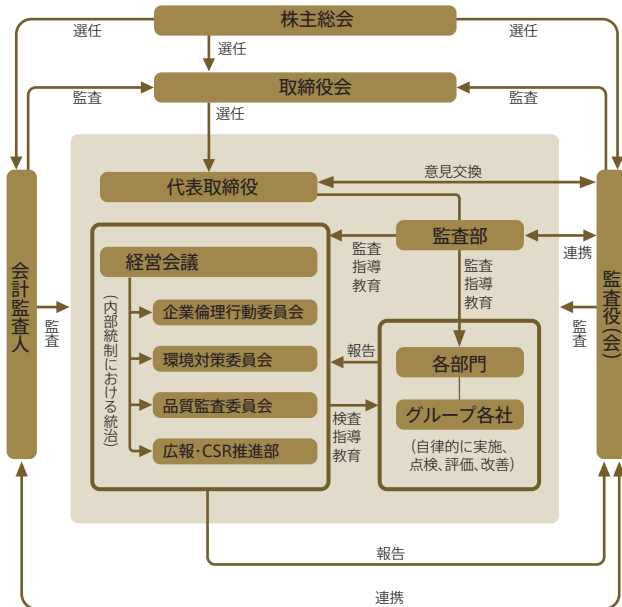 株主総会
選任
選任
選任
取締役会
監査
監査
選任
代表取締役
意見交換
監査部
連携
監査
指導
教育
監査
指導
教育
会計監査人
監査
監査役(会)
監査
経営会議
(内部統制における統治)
企業倫理行動委員会
環境対策委員会
品質監査委員会
広報・CSR推進部
報告
検査
指導
教育
各部門
グループ各社
(自律的に実施、
点検、評価、改善)
報告
連携